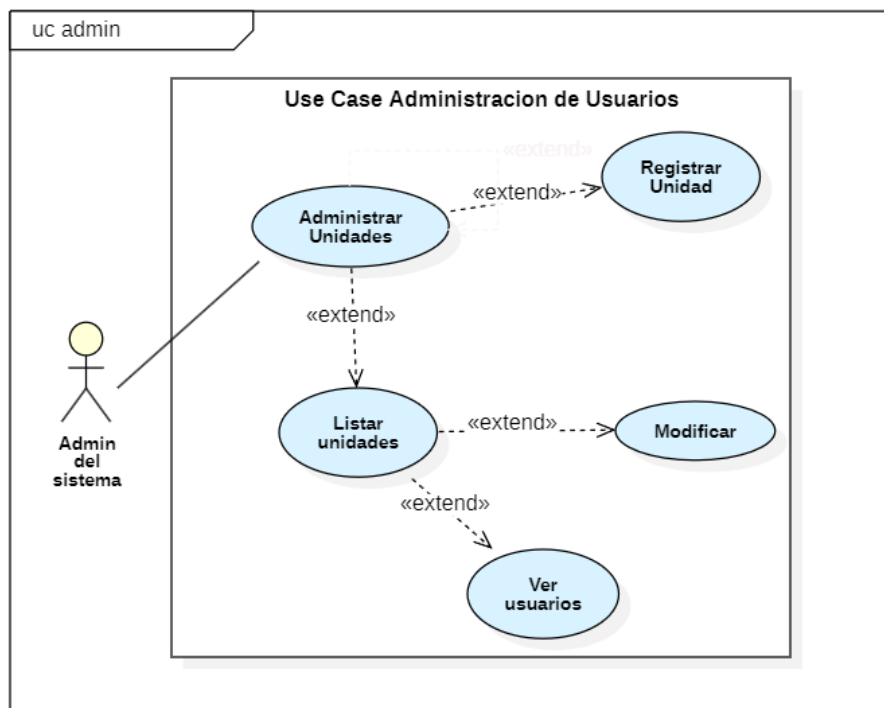 uc admin
Use Case Administracion de Usuarios
«extend»
Registrar
Unidad
«extend»
Administrar
Unidades
«extend»
Listar
unidades
«extend»
Modificar
«extend»
Ver
usuarios
Admin
del
sistema